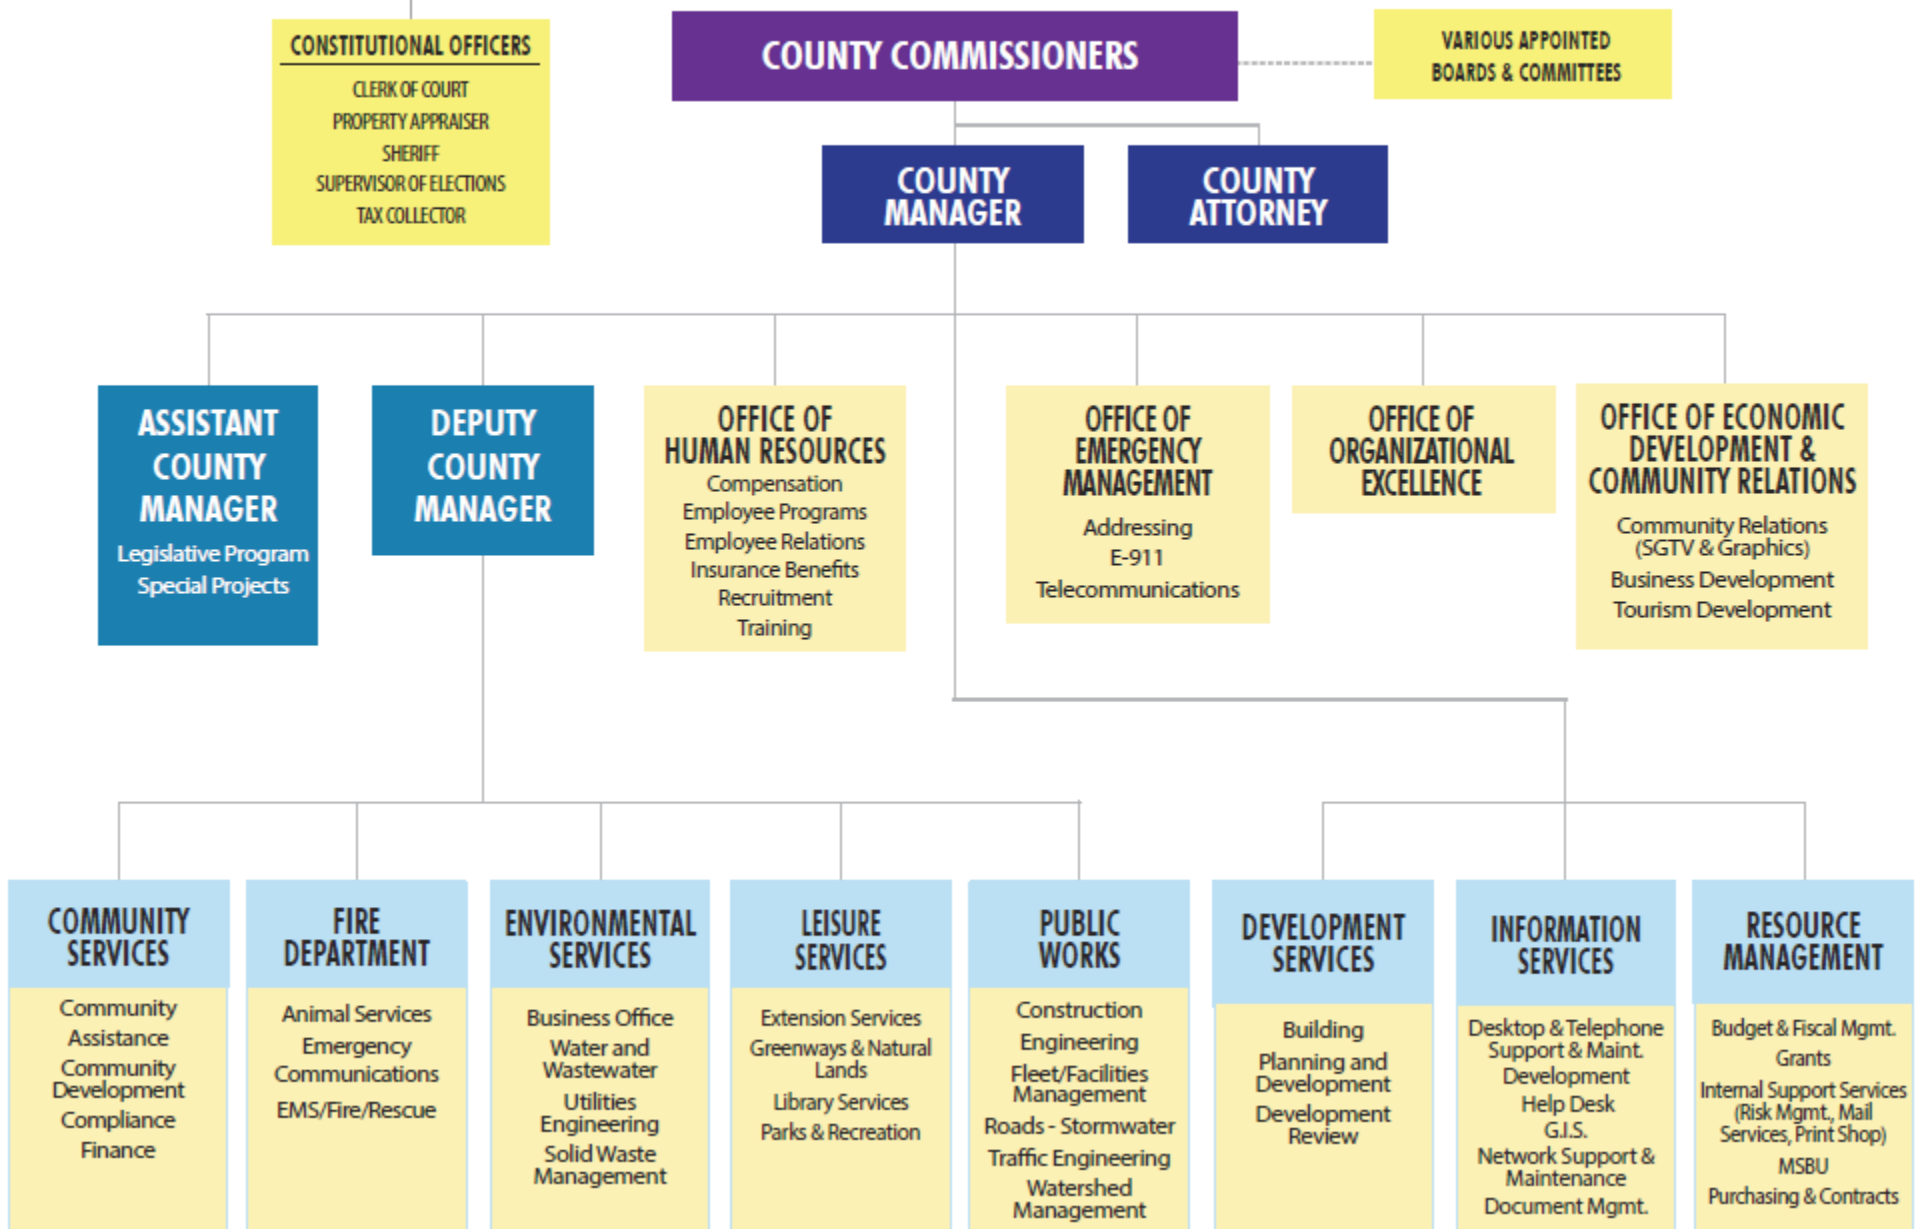 CONSTITUTIONAL OFFICERS
CLERK OF COURT
PROPERTY APPRAISER
SHERIFF
SUPERVISOR OF ELECTIONS
TAX COLLECTOR
COUNTY COMMISSIONERS
VARIOUS APPOINTED
BOARDS & COMMITTEES
COUNTY
MANAGER
COUNTY
ATTORNEY
ASSISTANT
COUNTY
MANAGER
Legislative Program
Special Projects
DEPUTY
COUNTY
MANAGER
OFFICE OF
HUMAN RESOURCES
Compensation
Employee Programs
Employee Relations
Insurance Benefits
Recruitment
Training
OFFICE OF
EMERGENCY
MANAGEMENT
Addressing
E-911
Telecommunications
OFFICE OF
ORGANIZATIONAL
EXCELLENCE
OFFICE OF ECONOMIC
DEVELOPMENT &
COMMUNITY RELATIONS
Community Relations
(SGTV & Graphics)
Business Development
Tourism Development
COMMUNITY
SERVICES
Community
Assistance
Community
Development
Compliance
Finance
FIRE
DEPARTMENT
Animal Services
Emergency
Communications
EMS/Fire/Rescue
ENVIRONMENTAL
SERVICES
Business Office
Water and
Wastewater
Utilities
Engineering
Solid Waste
Management
LEISURE
SERVICES
Extension Services
Greenways & Natural
Lands
Library Services
Parks & Recreation
PUBLIC
WORKS
Construction
Engineering
Fleet/Facilities
Management
Roads - Stormwater
Traffic Engineering
Watershed
Management
DEVELOPMENT
SERVICES
Building
Planning and
Development
Development
Review
INFORMATION
SERVICES
Desktop & Telephone
Support & Maint.
Development
Help Desk
G.I.S.
Network Support &
Maintenance
Document Mgmt.
RESOURCE
MANAGEMENT
Budget & Fiscal Mgmt.
Grants
Internal Support Services
(Risk Mgmt., Mail
Services, Print Shop)
MSBU
Purchasing & Contracts